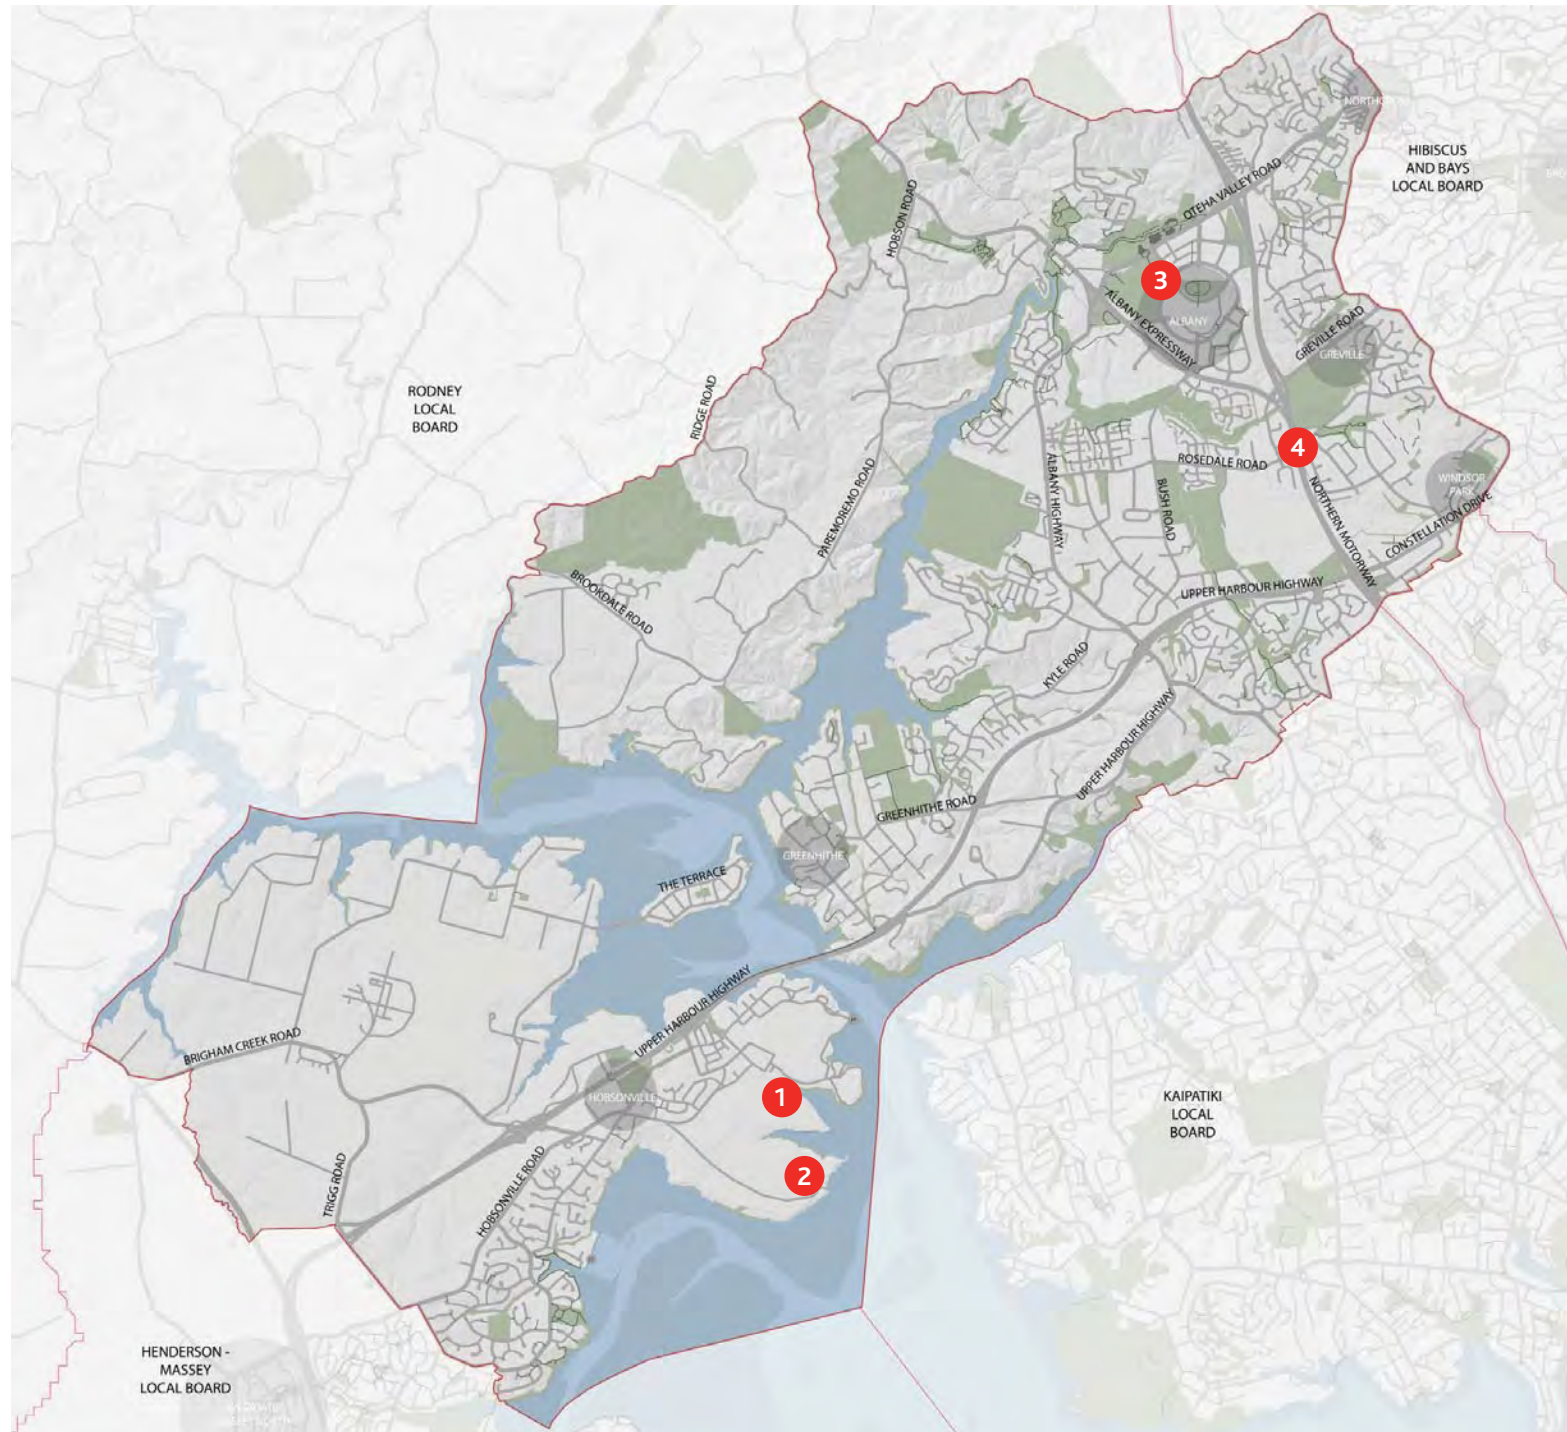 HIBISCUS
AND BAYS
LOCAL BOARD
OTEHA VALLEY ROAD
HOBSON ROAD
3
ALBANY
ALBANY EXPRESSWAY
GREVILLE ROAD
GREVILLE
RODNEY
LOCAL
BOARD
RIDGE ROAD
4
ROSEDALE ROAD
ALBANY HIGHWAY
BUSH ROAD
PAREMOREMO ROAD
WINDSOR
PARK
NORTHERN MOTORWAY
CONSTELLATION DRIVE
BROOKDALE ROAD
UPPER HARBOUR HIGHWAY
KYLE ROAD
UPPER HARBOUR HIGHWAY
GREENHITHE ROAD
GREENHITHE
THE TERRACE
UPPER HARBOUR HIGHWAY
BRIGHAM CREEK ROAD
HOBSONVILLE
1
KAIPATIKI
LOCAL
BOARD
2
TRIGG ROAD
HOBSONVILLE ROAD
HENDERSON -
MASSEY
LOCAL BOARD